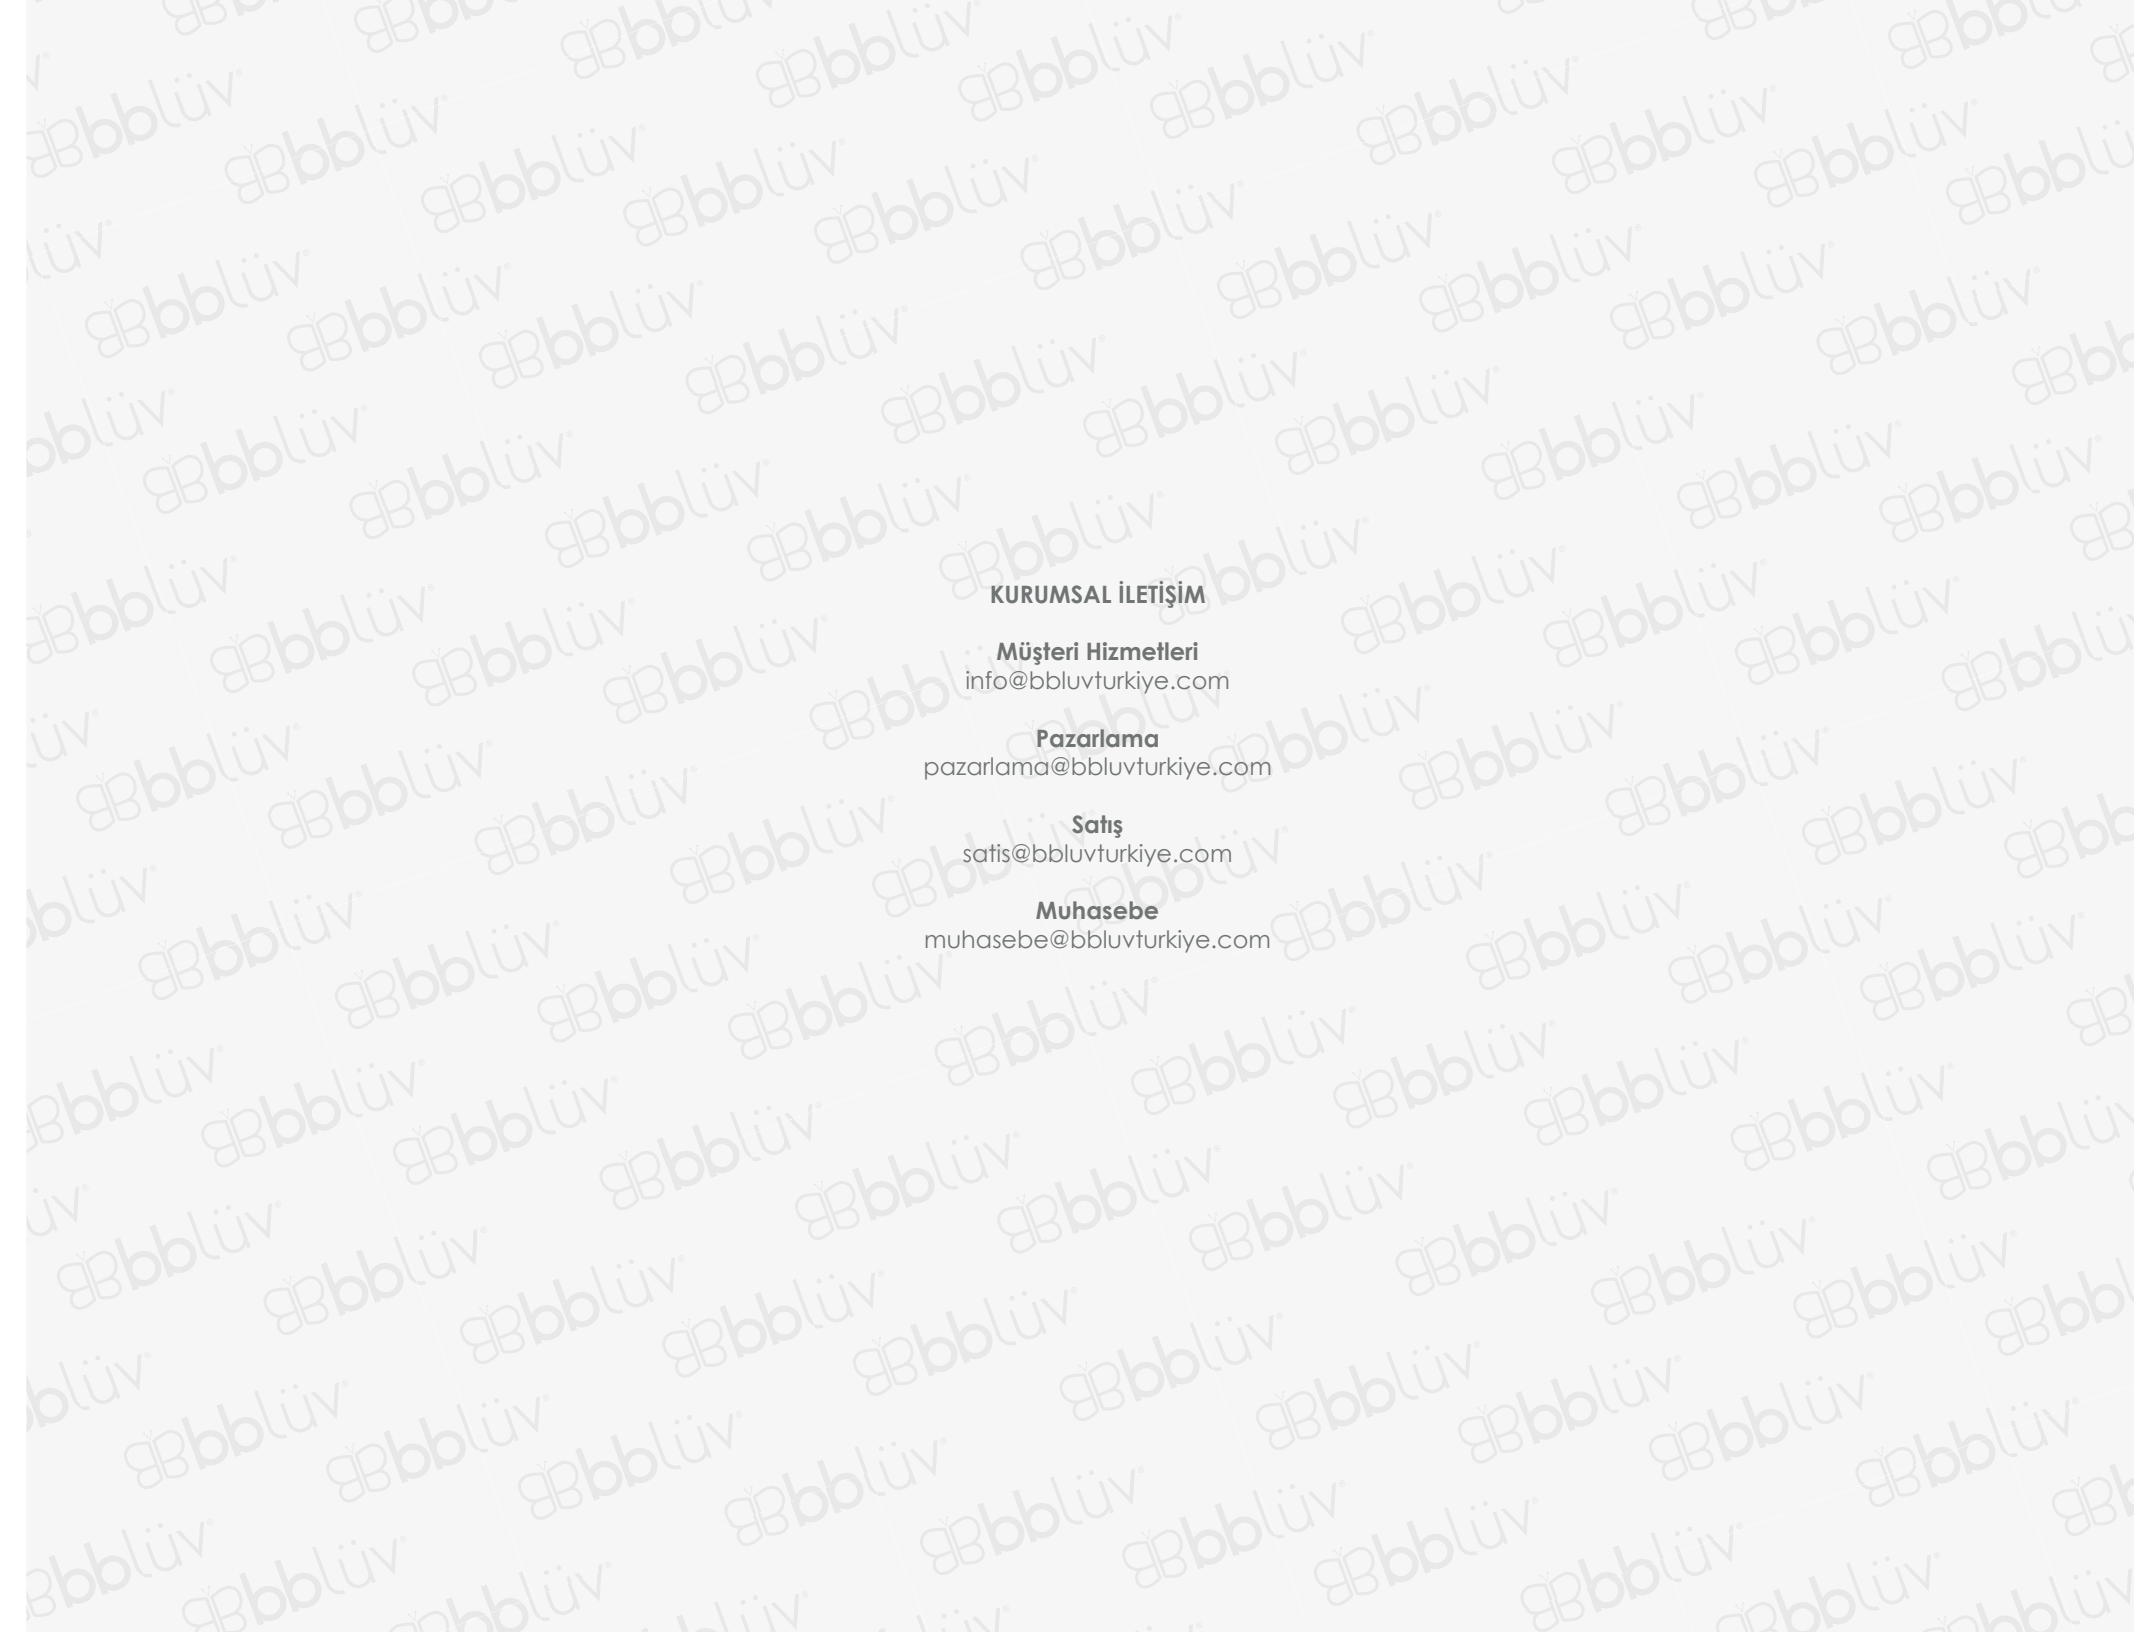 KURUMSAL İLETİŞİM
Müşteri Hizmetleri
info@bbluvturkiye.com
Pazarlama
pazarlama@bbluvturkiye.com
Satış
satis@bbluvturkiye.com
Muhasebe
muhasebe@bbluvturkiye.com
bblüv